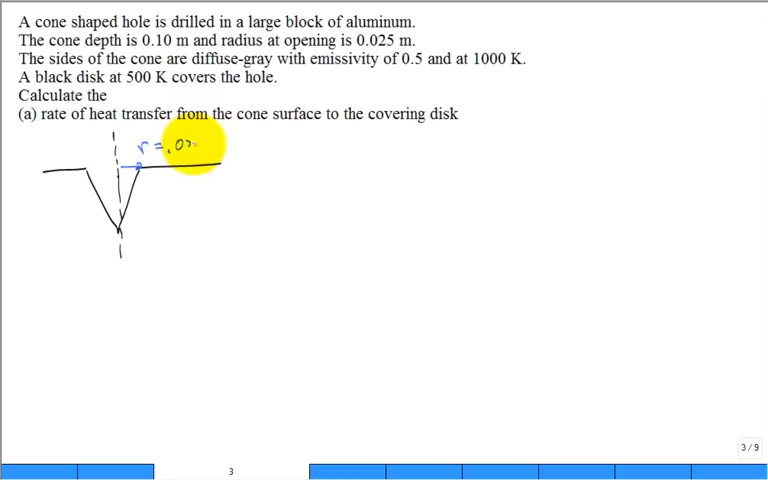 A cone shaped hole is drilled in a large block of aluminum.
The cone depth is 0.10 m and radius at opening is 0.025 m.
The sides of the cone are diffuse-gray with emissivity of 0.5 and at 1000 K.
A black disk at 500 K covers the hole.
Calculate the
(a) rate of heat transfer from the cone surface to the covering disk
r =
3 / 9
3